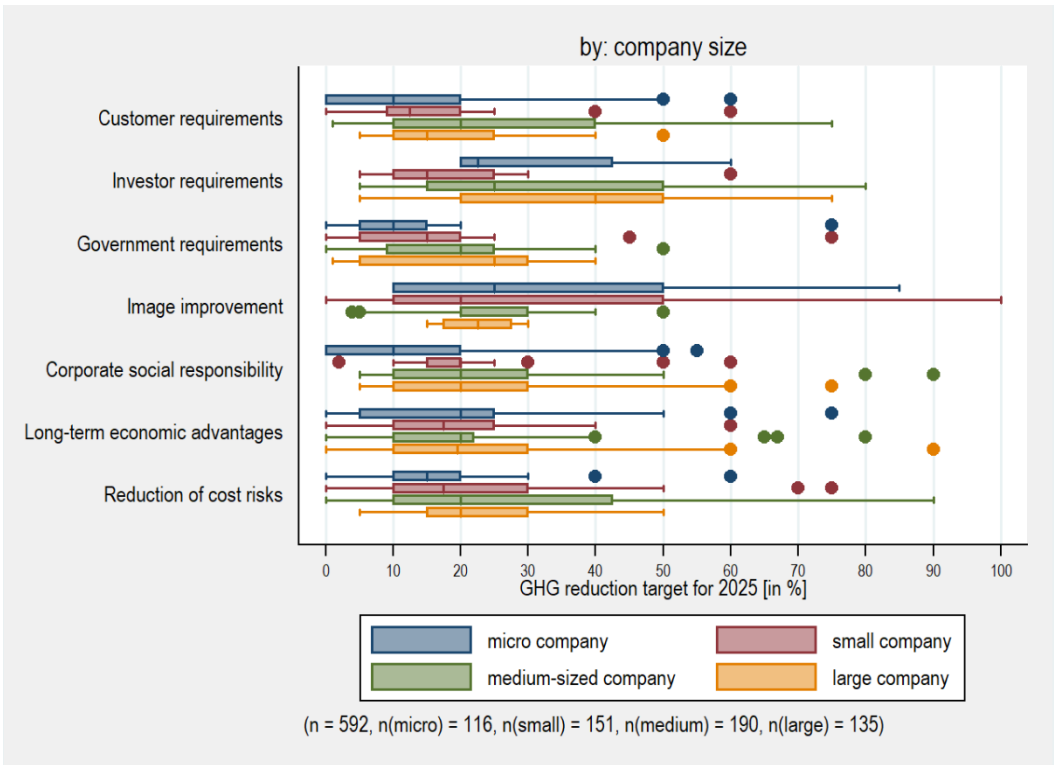 by: company size
Customer requirements
Investor requirements
Government requirements
Image improvement
Corporate social responsibility
Long-term economic advantages
Reduction of cost risks
0 10 20 30 40 50 60 70 80 90 100
GHG reduction target for 2025 [in %]
micro company small company
medium-sized company large company
(n = 592, n(micro) = 116, n(small) = 151, n(medium) = 190, n(large) = 135)